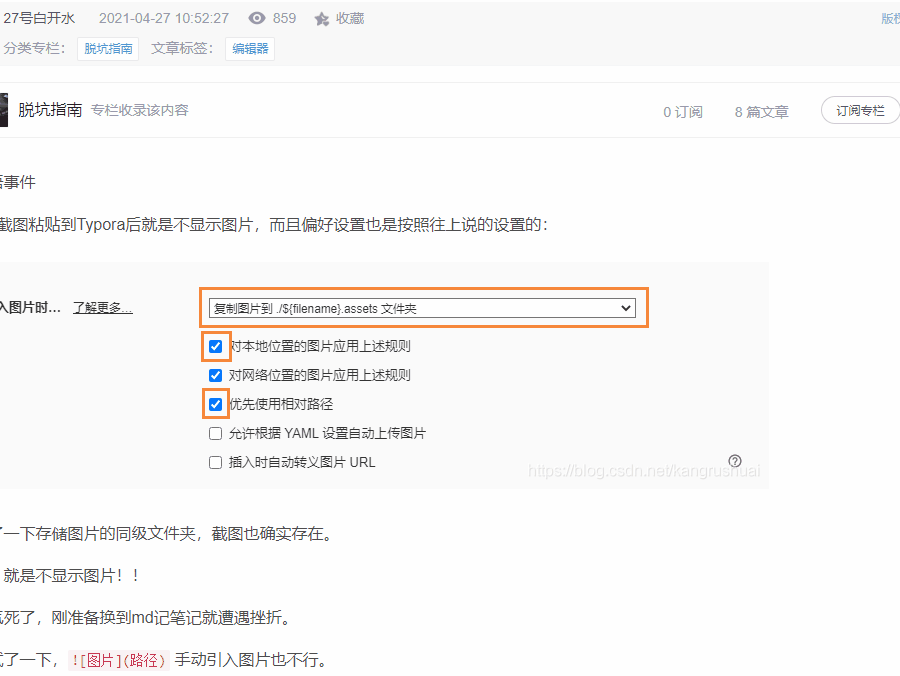 27号白开水 2021-04-27 10:52:27 859 收藏
分类专栏： 脱坑指南 文章标签： 编辑器
脱坑指南 专栏收录该内容 0 订阅 8 篇文章 订阅专栏
事件
截图粘贴到Typora后就是不显示图片，而且偏好设置也是按照往上说的设置的：
入图片时... 了解更多... 复制图片到 ./${filename}.assets 文件夹
对本地位置的图片应用上述规则
对网络位置的图片应用上述规则
优先使用相对路径
允许根据 YAML 设置自动上传图片
插入时自动转义图片 URL
https://blog.csdn.net/kangrushuai
了一下存储图片的同级文件夹，截图也确实存在。
就是不显示图片！！
死了，刚准备换到md记笔记就遭遇挫折。
了一下，![图片](路径) 手动引入图片也不行。